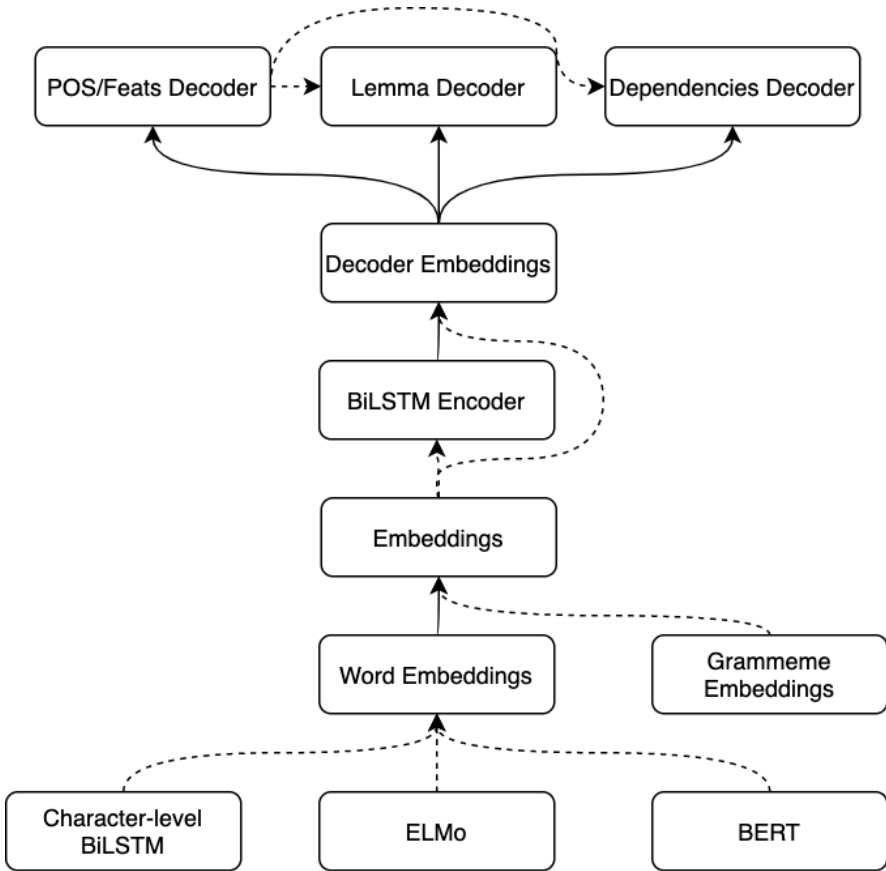 POS/Feats Decoder
Lemma Decoder
Dependencies Decoder
Decoder Embeddings
BiLSTM Encoder
Embeddings
Word Embeddings
Grammeme
Embeddings
Character-level
BiLSTM
ELMo
BERT